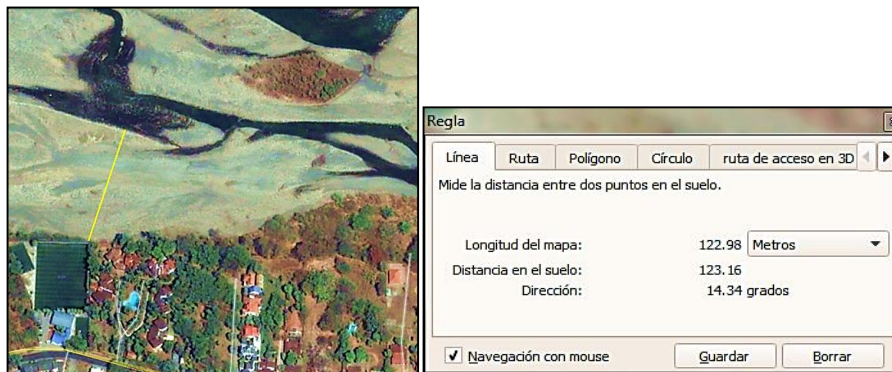 Regla
Línea
Ruta
Polígono
Círculo
ruta de acceso en 3D
Mide la distancia entre dos puntos en el suelo.
Longitud del mapa: 122.98 Metros
Distancia en el suelo: 123.16
Dirección: 14.34 grados
Navegación con mouse
Guardar
Borrar